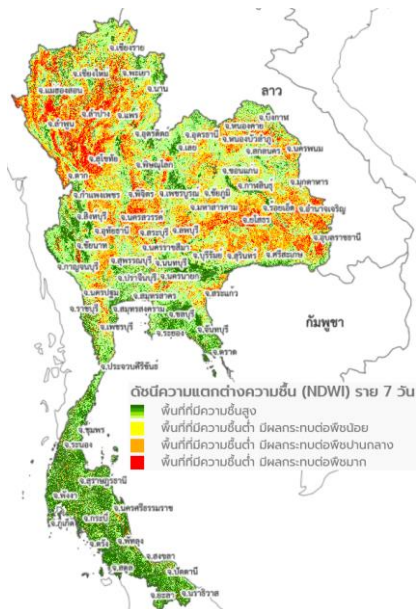 จ.เชียงราย
จ.เชียงใหม่
จ.พะเยา
จ.แม่ฮ่องสอน
จ.น่าน
จ.ลำปาง
จ.แพร่
จ.ลำพูน
จ.อุตรดิตถ์
จ.สุโขทัย
จ.ตาก
จ.พิษณุโลก
จ.เลย
จ.อุดรธานี
จ.หนองคาย
จ.บึงกาฬ
จ.หนองบัวลำภู
จ.สกลนคร
จ.นครพนม
ลาว
จ.ขอนแก่น
จ.กาฬสินธุ์
จ.มุกดาหาร
จ.กำแพงเพชร
จ.พิจิตร
จ.เพชรบูรณ์
จ.ชัยภูมิ
จ.มหาสารคาม
จ.ร้อยเอ็ด
จ.อำนาจเจริญ
จ.ยโสธร
จ.สิงหบุรี
จ.นครสวรรค์
จ.อุทัยธานี
จ.สระบุรี
จ.ลพบุรี
จ.อุบลราชธานี
จ.ชัยนาท
จ.นครราชสีมา
จ.บุรีรัมย์
จ.สุรินทร์
จ.ศรีสะเกษ
จ.กาญจนบุรี
จ.สุพรรณบุรี
จ.นนทบุรี
จ.ปราจีนบุรี
จ.นครนายก
จ.นครปฐม
จ.สมุทรสาคร
จ.สระแก้ว
จ.ราชบุรี
จ.สมุทรสงคราม
จ.ชลบุรี
จ.เพชรบุรี
จ.ระยอง
จ.จันทบุรี
จ.ตราด
กัมพูชา
จ.ประจวบคีรีขันธ์
ดัชนีความแตกต่างความชื้น (NDWI) ราย 7 วัน
พื้นที่ที่มีความชื้นสูง
พื้นที่ที่มีความชื้นต่ำ มีผลกระทบต่อพืชน้อย
พื้นที่ที่มีความชื้นต่ำ มีผลกระทบต่อพืชปานกลาง
พื้นที่ที่มีความชื้นต่ำ มีผลกระทบต่อพืชมาก
จ.ชุมพร
จ.ระนอง
จ.สุราษฎร์ธานี
จ.พังงา
จ.นครศรีธรรมราช
จ.ภูเก็ต
จ.กระบี่
จ.ตรัง
จ.พัทลุง
จ.สงขลา
จ.สตูล
จ.ปัตตานี
จ.ยะลา
จ.นราธิวาส